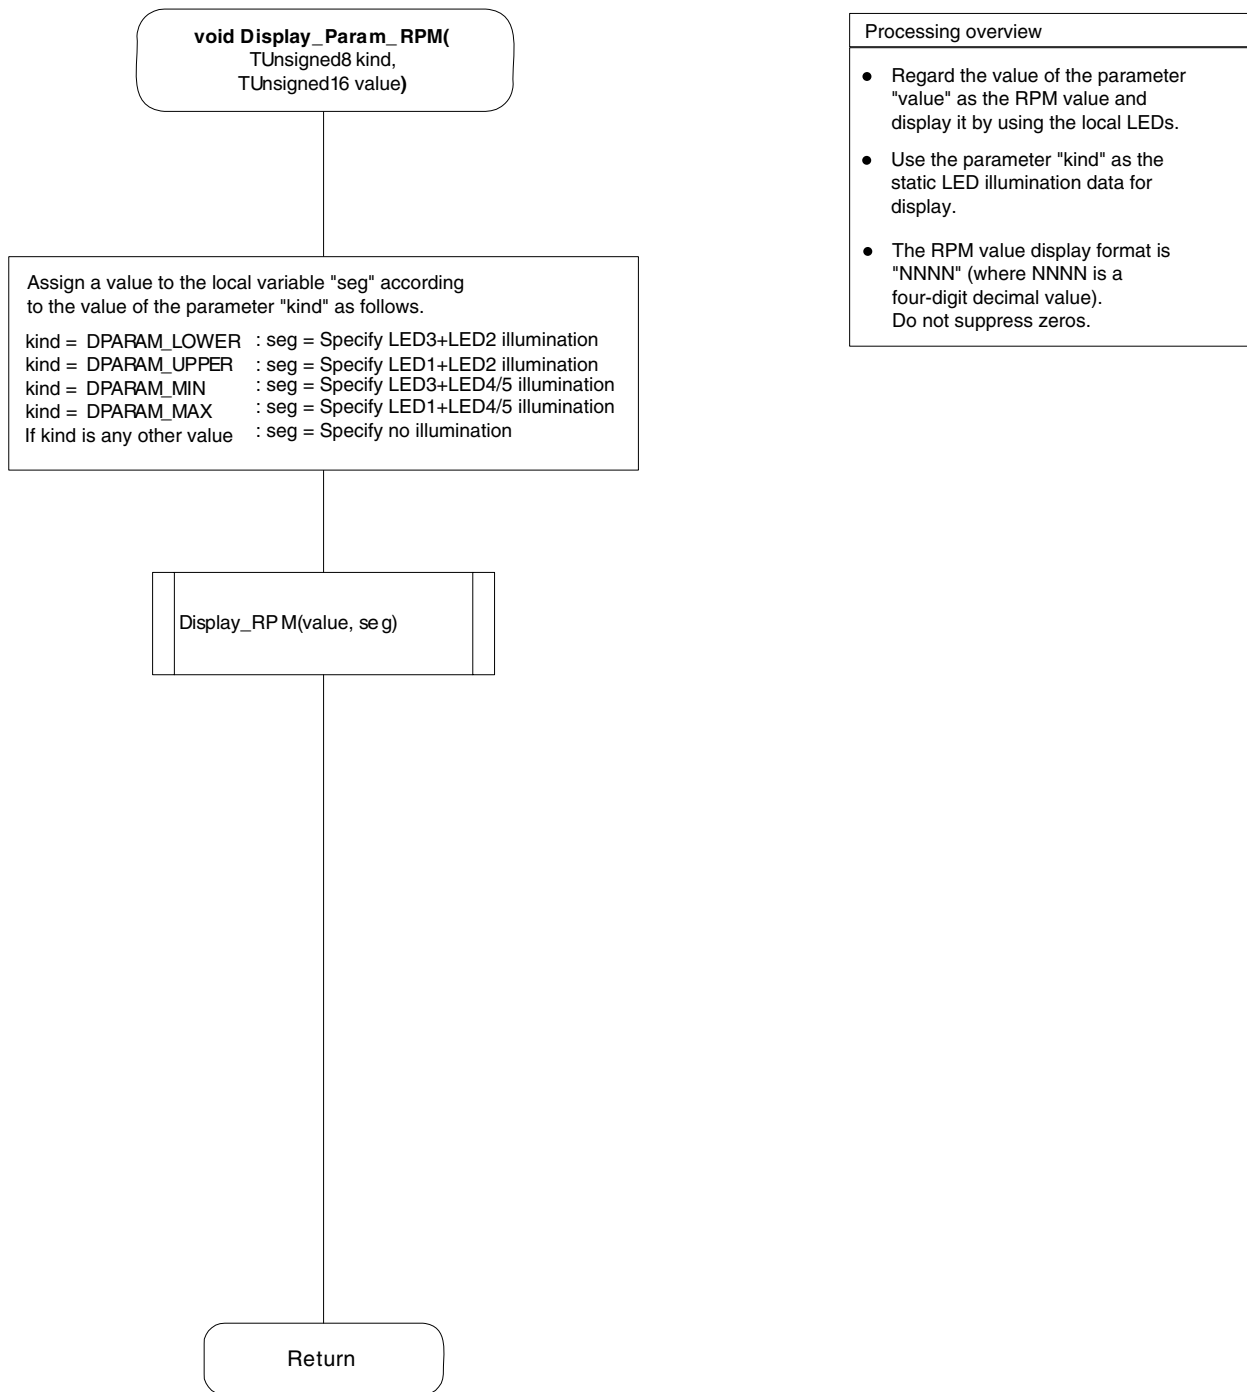 void Display_Param_RPM(
TUnsigned8 kind,
TUnsigned16 value)
Processing overview
● Regard the value of the parameter
"value" as the RPM value and
display it by using the local LEDs.
● Use the parameter "kind" as the
static LED illumination data for
display.
● The RPM value display format is
"NNNN" (where NNNN is a
four-digit decimal value).
Do not suppress zeros.
Assign a value to the local variable "seg" according
to the value of the parameter "kind" as follows.
kind = DPARAM_LOWER : seg = Specify LED3+LED2 illumination
kind = DPARAM_UPPER : seg = Specify LED1+LED2 illumination
kind = DPARAM_MIN : seg = Specify LED3+LED4/5 illumination
kind = DPARAM_MAX : seg = Specify LED1+LED4/5 illumination
If kind is any other value : seg = Specify no illumination
Display_RPM(value, seg)
Return